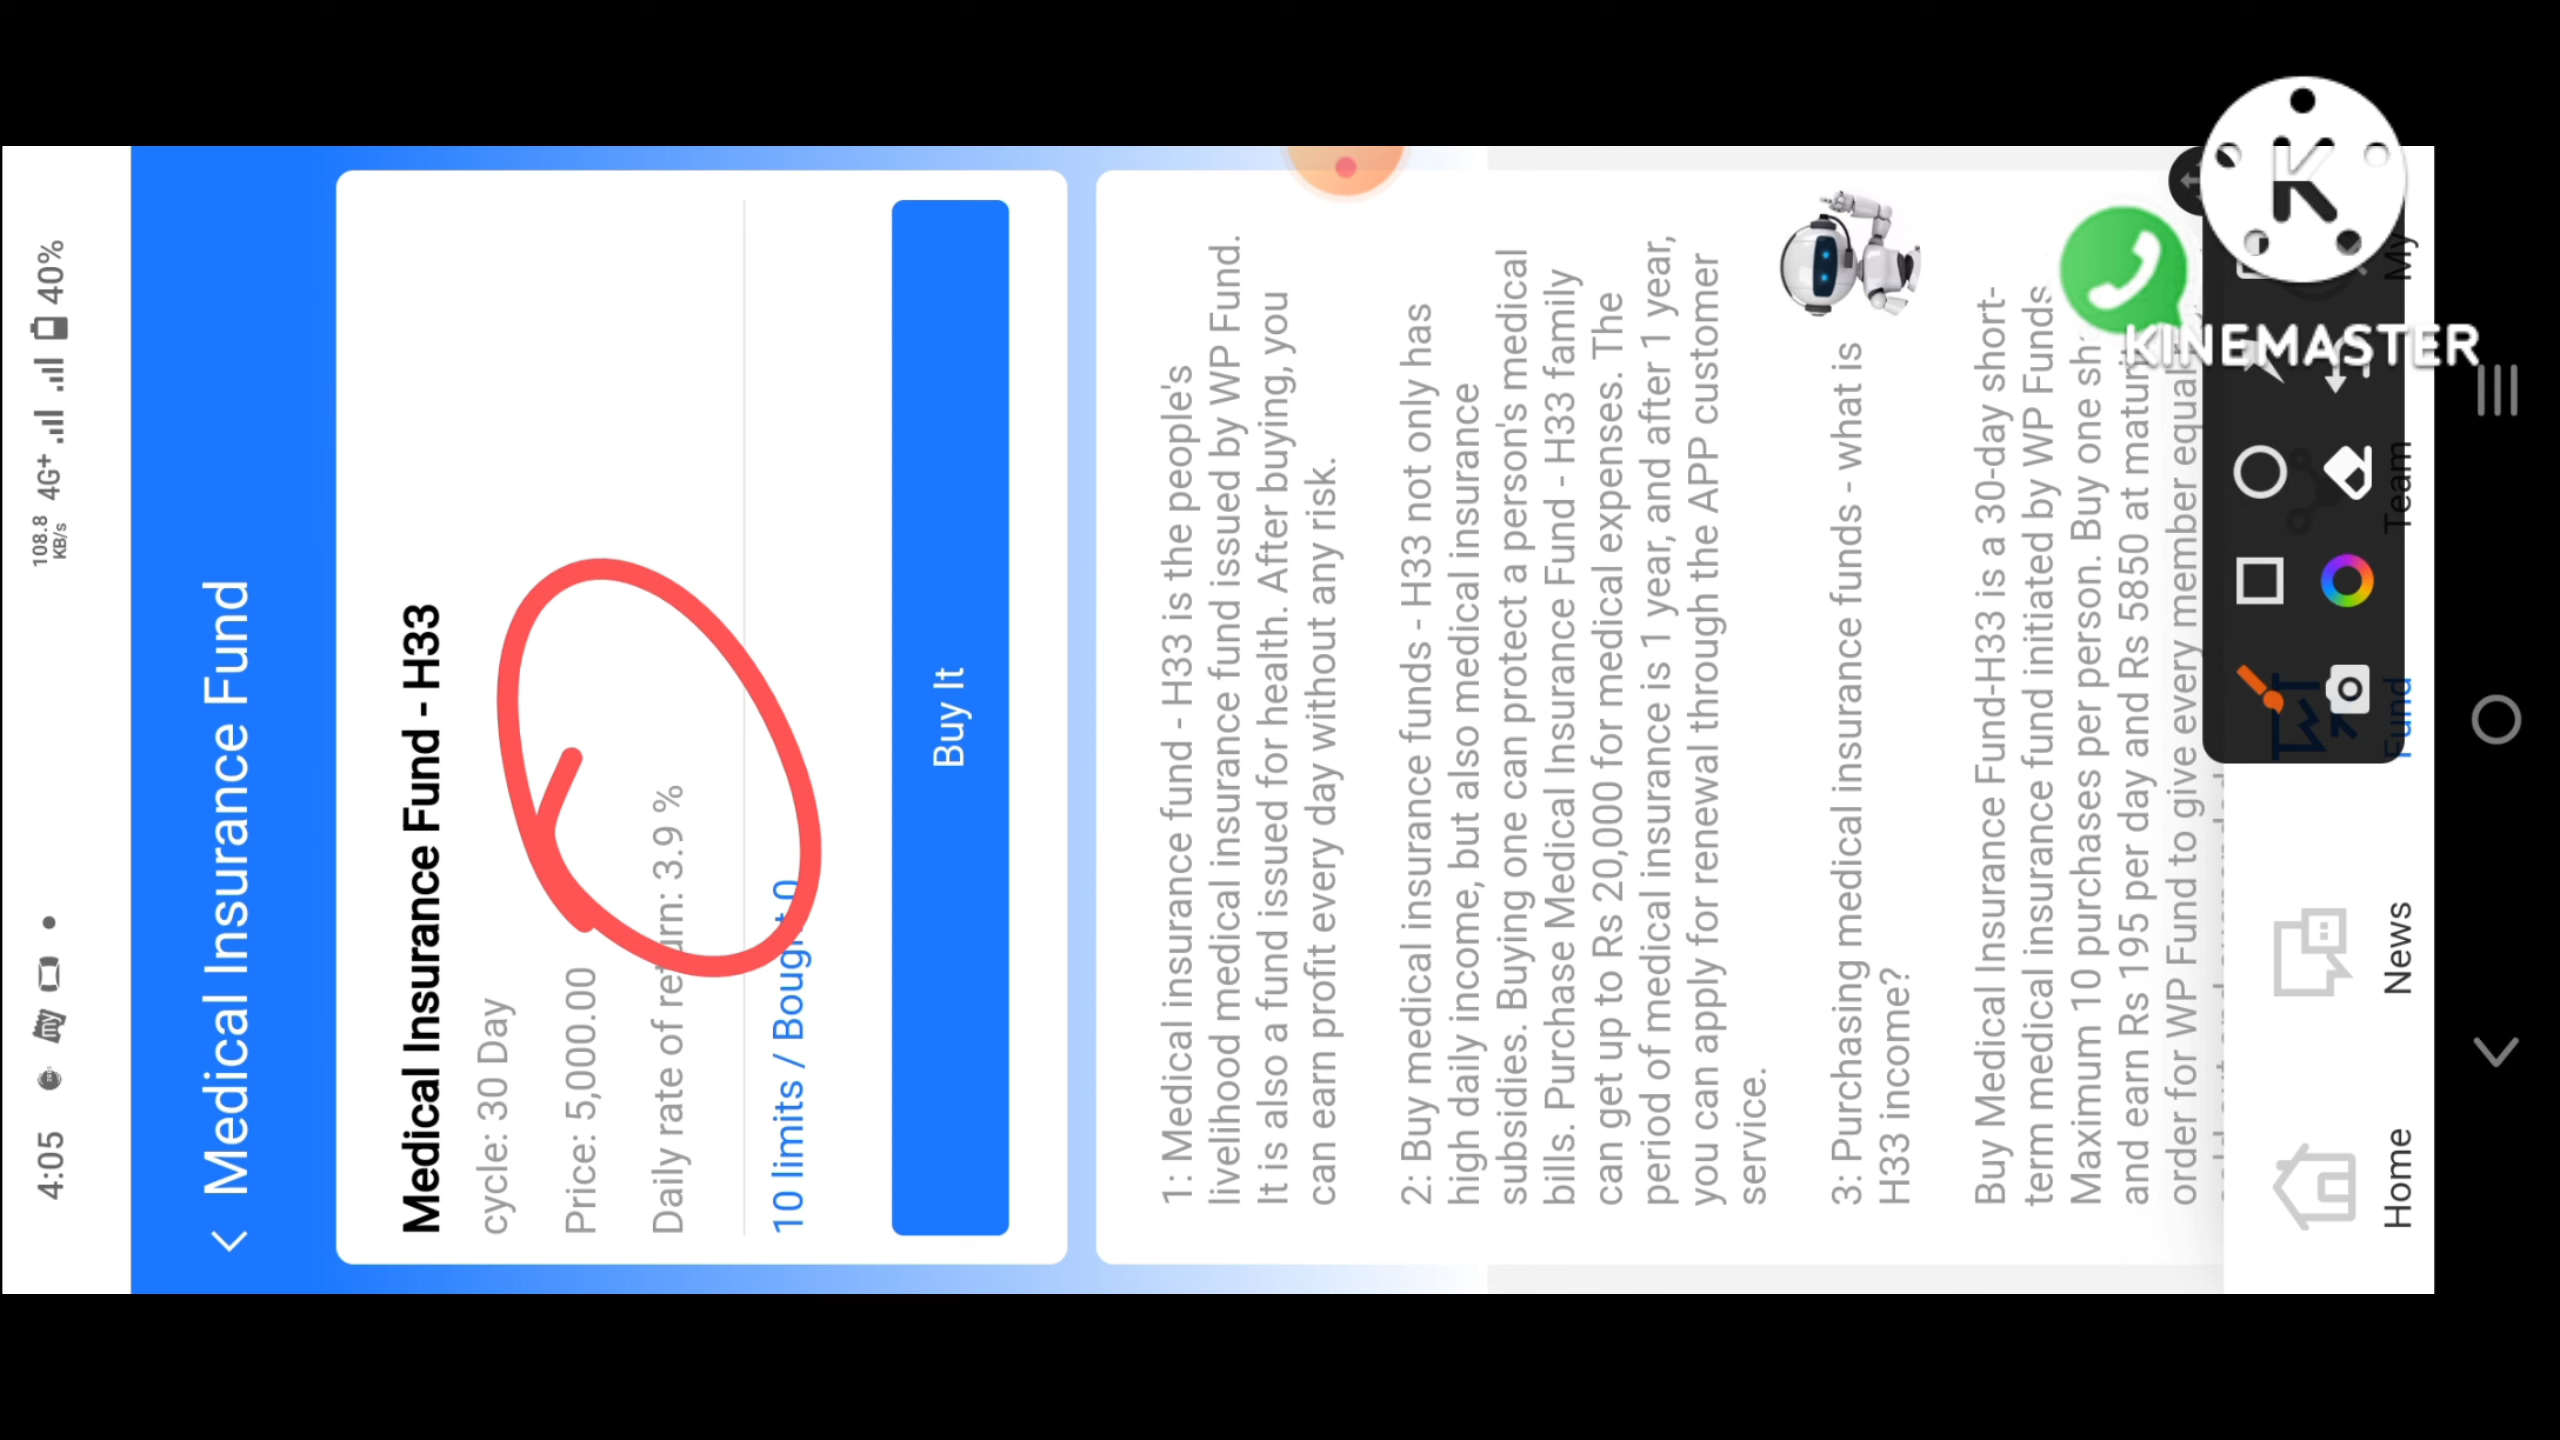 4:05
108.8 KB/s 4G+ 40%
Medical Insurance Fund
Medical Insurance Fund - H33
cycle: 30 Day
Price: 5,000.00
Daily rate of return: 3.9 %
10 limits / Bought 0
Buy It
1: Medical insurance fund - H33 is the people's
livelihood medical insurance fund issued by WP Fund.
It is also a fund issued for health. After buying, you
can earn profit every day without any risk.
2: Buy medical insurance funds - H33 not only has
high daily income, but also medical insurance
subsidies. Buying one can protect a person's medical
bills. Purchase Medical Insurance Fund - H33 family
can get up to Rs 20,000 for medical expenses. The
period of medical insurance is 1 year, and after 1 year,
you can apply for renewal through the APP customer
service.
3: Purchasing medical insurance funds - what is
H33 income?
Buy Medical Insurance Fund-H33 is a 30-day short-
term medical insurance fund initiated by WP Funds
Maximum 10 purchases per person. Buy one
and earn Rs 195 per day and Rs 5850 at
order for WP Fund to give every member equal
Home
News
Fund
Team
My
K
KINEMASTER